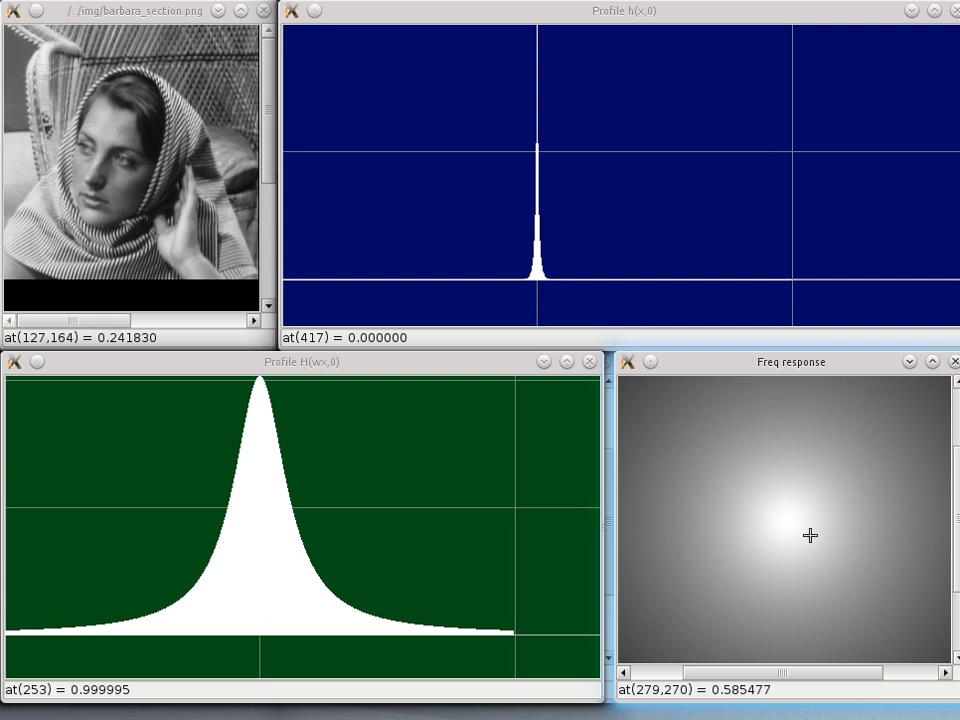 ../../img/barbara_section.png
Profile h(x,0)
at(127,164) = 0.241830
at(417) = 0.000000
Profile H(wx,0)
Freq response
at(253) = 0.999995
at(279,270) = 0.585477